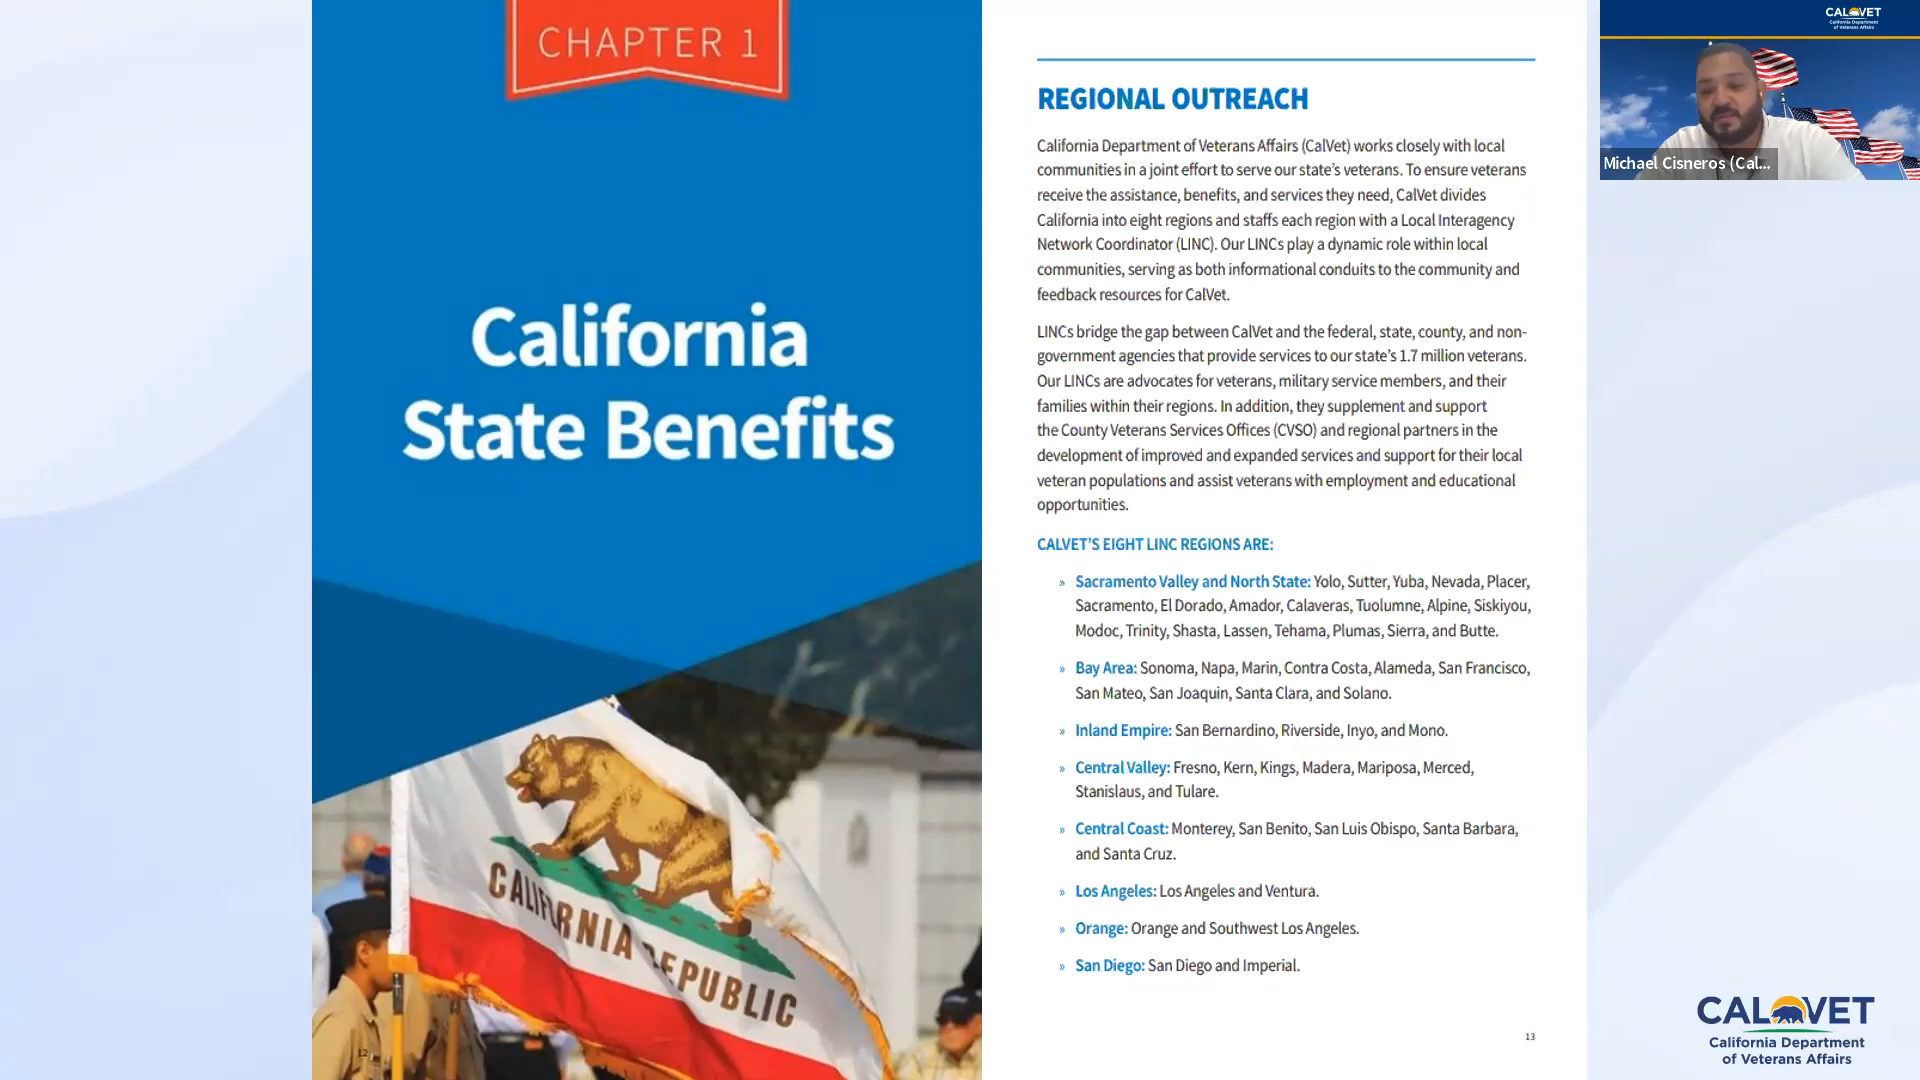 CHAPTER 1
California
State Benefits
CALIFORNIA REPUBLIC
12
REGIONAL OUTREACH
California Department of Veterans Affairs (CalVet) works closely with local
communities in a joint effort to serve our state’s veterans. To ensure veterans
receive the assistance, benefits, and services they need, CalVet divides
California into eight regions and staffs each region with a Local Interagency
Network Coordinator (LINC). Our LINCs play a dynamic role within local
communities, serving as both informational conduits to the community and
feedback resources for CalVet.
LINCs bridge the gap between CalVet and the federal, state, county, and non-
government agencies that provide services to our state’s 1.7 million veterans.
Our LINCs are advocates for veterans, military service members, and their
families within their regions. In addition, they supplement and support
the County Veterans Services Offices (CVSO) and regional partners in the
development of improved and expanded services and support for their local
veteran populations and assist veterans with employment and educational
opportunities.
CALVET’S EIGHT LINC REGIONS ARE:
» Sacramento Valley and North State: Yolo, Sutter, Yuba, Nevada, Placer,
Sacramento, El Dorado, Amador, Calaveras, Tuolumne, Alpine, Siskiyou,
Modoc, Trinity, Shasta, Lassen, Tehama, Plumas, Sierra, and Butte.
» Bay Area: Sonoma, Napa, Marin, Contra Costa, Alameda, San Francisco,
San Mateo, San Joaquin, Santa Clara, and Solano.
» Inland Empire: San Bernardino, Riverside, Inyo, and Mono.
» Central Valley: Fresno, Kern, Kings, Madera, Mariposa, Merced,
Stanislaus, and Tulare.
» Central Coast: Monterey, San Benito, San Luis Obispo, Santa Barbara,
and Santa Cruz.
» Los Angeles: Los Angeles and Ventura.
» Orange: Orange and Southwest Los Angeles.
» San Diego: San Diego and Imperial.
13
CALVET
California Department
of Veterans Affairs
Michael Cisneros (Cal...
CALVET
California Department
of Veterans Affairs